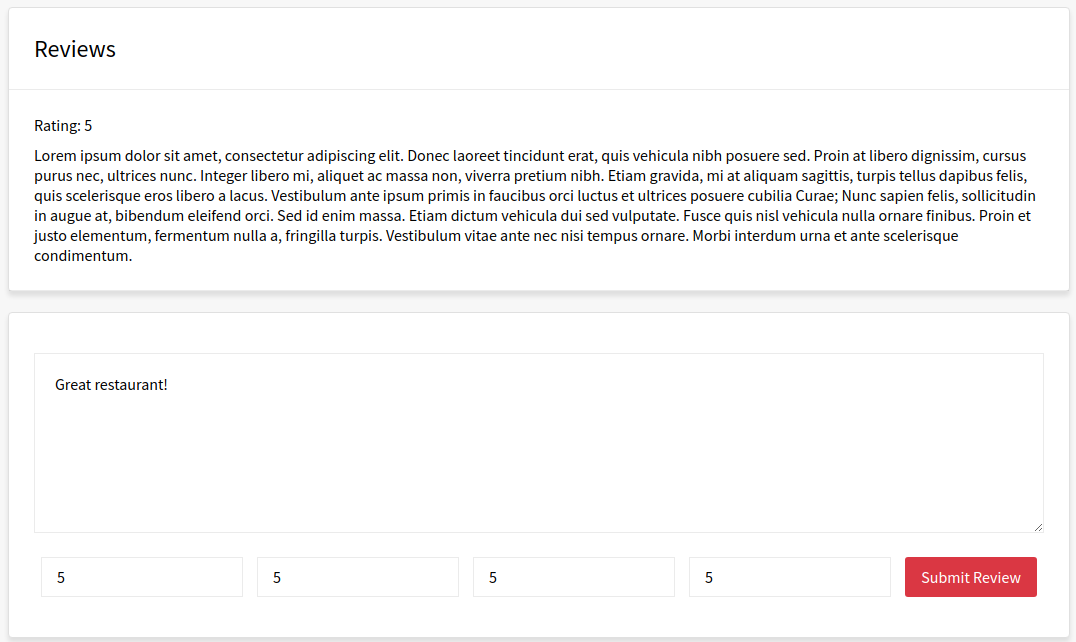 Reviews
Rating: 5
Lorem ipsum dolor sit amet, consectetur adipiscing elit. Donec laoreet tincidunt erat, quis vehicula nibh posuere sed. Proin at libero dignissim, cursus
purus nec, ultrices nunc. Integer libero mi, aliquet ac massa non, viverra pretium nibh. Etiam gravida, mi at aliquam sagittis, turpis tellus dapibus felis,
quis scelerisque eros libero a lacus. Vestibulum ante ipsum primis in faucibus orci luctus et ultrices posuere cubilia Curae; Nunc sapien felis, sollicitudin
in augue at, bibendum eleifend orci. Sed id enim massa. Etiam dictum vehicula dui sed vulputate. Fusce quis nisl vehicula nulla ornare finibus. Proin et
justo elementum, fermentum nulla a, fringilla turpis. Vestibulum vitae ante nec nisi tempus ornare. Morbi interdum urna et ante scelerisque
condimentum.
Great restaurant!
5 5 5 5 Submit Review